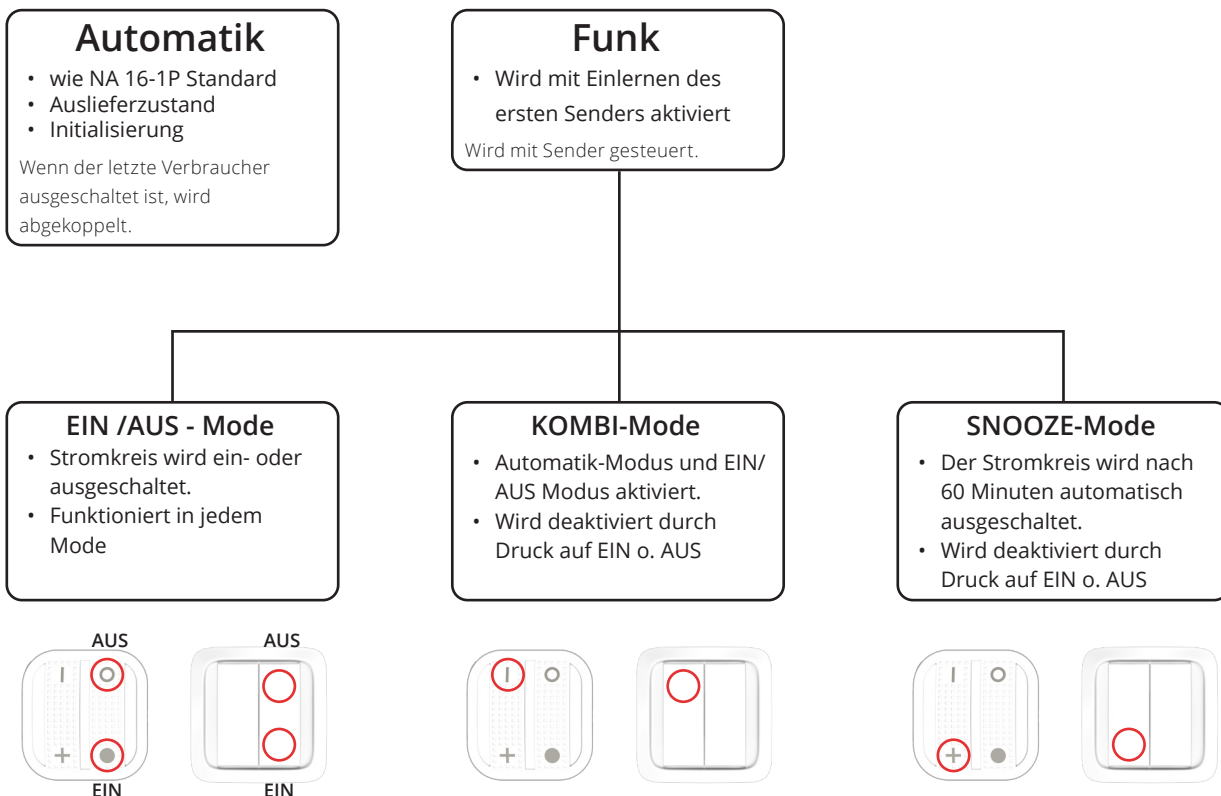 Automatik
• wie NA 16-1P Standard
• Auslieferzustand
• Initialisierung
Wenn der letzte Verbraucher
ausgeschaltet ist, wird
abgekoppelt.
Funk
• Wird mit Einlernen des
ersten Senders aktiviert
Wird mit Sender gesteuert.
EIN /AUS - Mode
• Stromkreis wird ein- oder
ausgeschaltet.
• Funktioniert in jedem
Mode
KOMBI-Mode
• Automatik-Modus und EIN/
AUS Modus aktiviert.
• Wird deaktiviert durch
Druck auf EIN o. AUS
SNOOZE-Mode
• Der Stromkreis wird nach
60 Minuten automatisch
ausgeschaltet.
• Wird deaktiviert durch
Druck auf EIN o. AUS
AUS
EIN
AUS
EIN